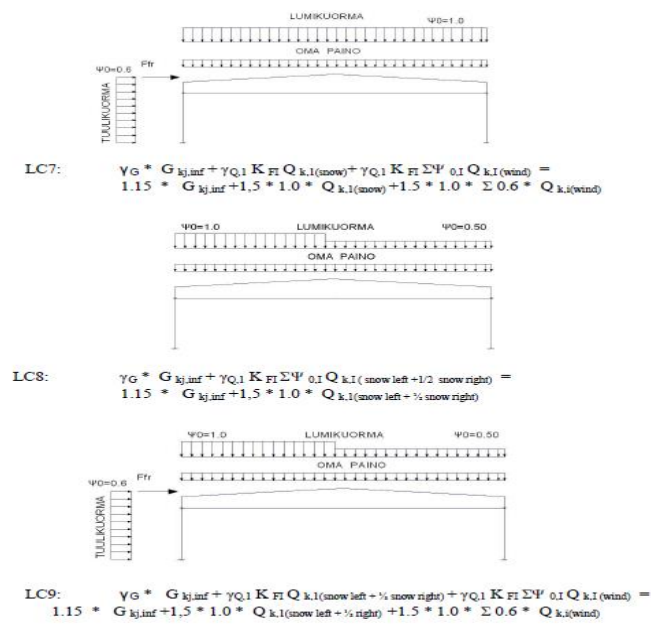 LUMIKUORMA Ψ0=1.0
OMA PAINO
Ψ0=0.6 Ffr
TUULIKUORMA
LC7: γG * G kj,inf + γQ,1 K FI Q k,1(snow) + γQ,1 K FI ΣΨ 0,I Q k,I (wind) =
1.15 * G kj,inf +1,5 * 1.0 * Q k,1(snow) +1.5 * 1.0 * Σ 0.6 * Q k,i(wind)
Ψ0=1.0 LUMIKUORMA Ψ0=0.50
OMA PAINO
LC8: γG * G kj,inf + γQ,1 K FI ΣΨ 0,I Q k,I ( snow left +1/2 snow right) =
1.15 * G kj,inf +1,5 * 1.0 * Q k,1(snow left + ½ snow right)
Ψ0=1.0 LUMIKUORMA Ψ0=0.50
OMA PAINO
Ψ0=0.6 Ffr
TUULIKUORMA
LC9: γG * G kj,inf + γQ,1 K FI Q k,1(snow left + ½ snow right) + γQ,1 K FI ΣΨ 0,I Q k,I (wind) =
1.15 * G kj,inf +1,5 * 1.0 * Q k,1(snow left + ½ right) +1.5 * 1.0 * Σ 0.6 * Q k,i(wind)